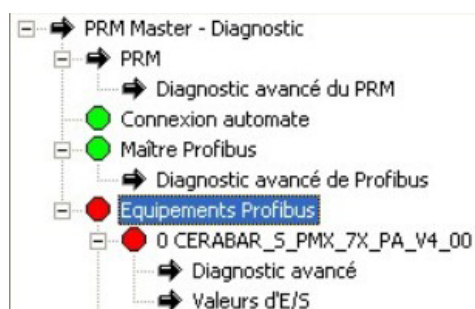 PRM Master - Diagnostic
PRM
Diagnostic avancé du PRM
Connexion automate
Maître Profibus
Diagnostic avancé de Profibus
Equipements Profibus
0 CERABAR_S_PMX_7X_PA_V4_00
Diagnostic avancé
Valeurs d'E/S